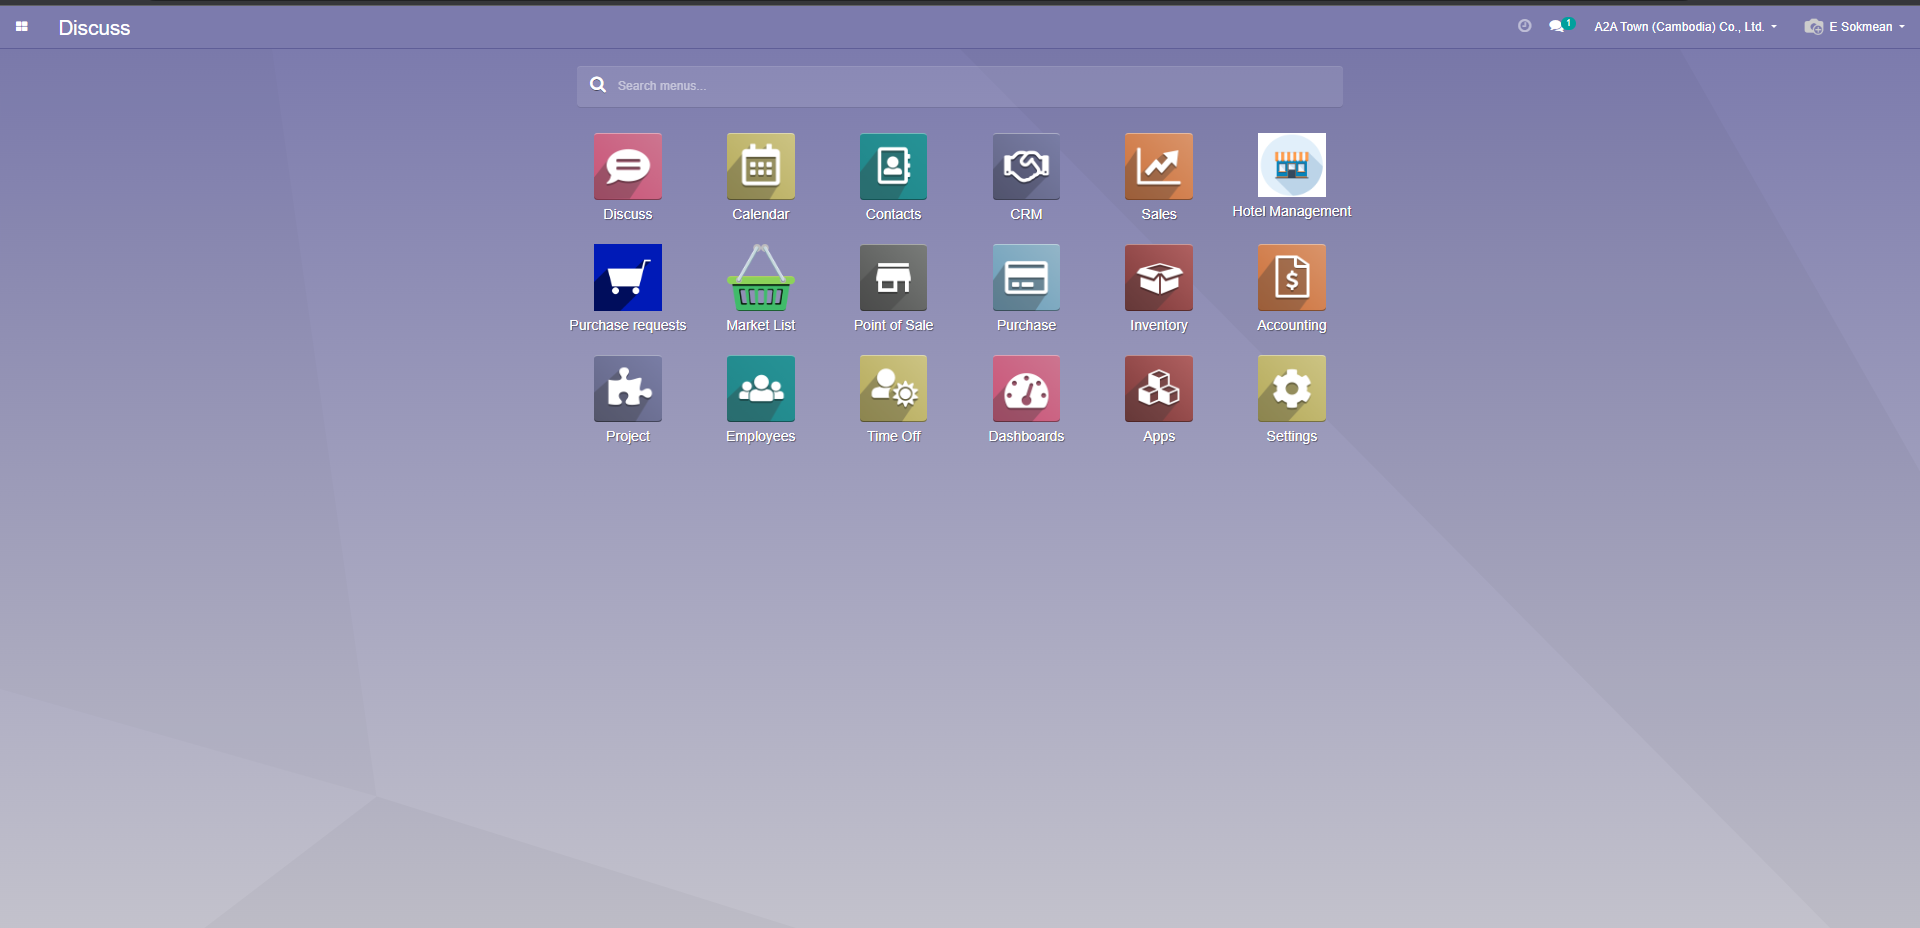 Discuss
1
A2A Town (Cambodia) Co., Ltd.
E Sokmean
Search menus...
Discuss
Calendar
Contacts
CRM
Sales
Hotel Management
Purchase requests
Market List
Point of Sale
Purchase
Inventory
Accounting
Project
Employees
Time Off
Dashboards
Apps
Settings